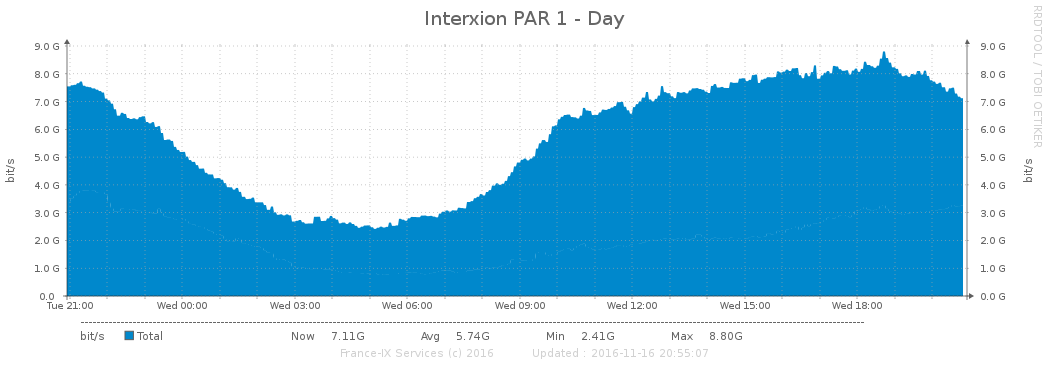 Interxion PAR 1 - Day
RRDTOOL / TOBI OETIKER
9.0 G 9.0 G
8.0 G 8.0 G
7.0 G 7.0 G
6.0 G 6.0 G
5.0 G 5.0 G
4.0 G 4.0 G
3.0 G 3.0 G
2.0 G 2.0 G
1.0 G 1.0 G
0.0 0.0 G
bit/s bit/s
Tue 21:00 Wed 00:00 Wed 03:00 Wed 06:00 Wed 09:00 Wed 12:00 Wed 15:00 Wed 18:00
bit/s Total Now 7.11G Avg 5.74G Min 2.41G Max 8.80G
France-IX Services (c) 2016 Updated : 2016-11-16 20:55:07